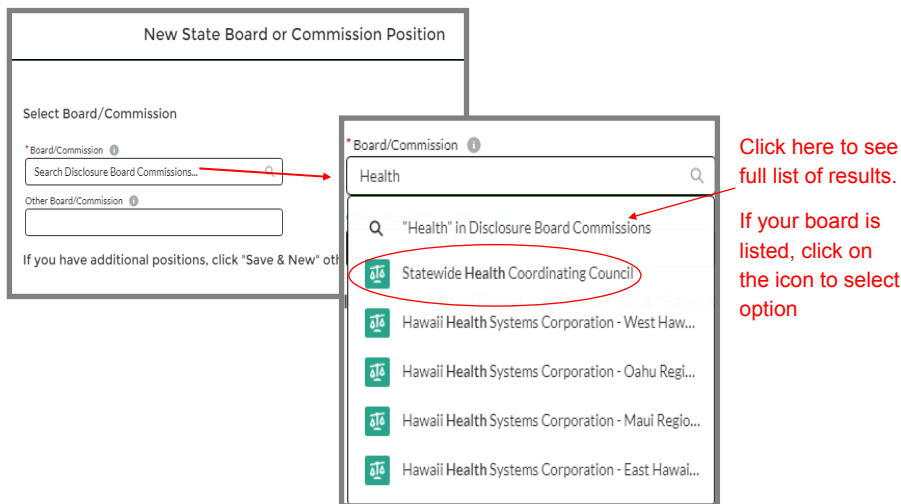 New State Board or Commission Position
Select Board/Commission
*Board/Commission
Search Disclosure Board Commissions...
Other Board/Commission
If you have additional positions, click "Save & New" oth
*Board/Commission
Health
"Health" in Disclosure Board Commissions
Statewide Health Coordinating Council
Hawaii Health Systems Corporation - West Haw...
Hawaii Health Systems Corporation - Oahu Regi...
Hawaii Health Systems Corporation - Maui Regio...
Hawaii Health Systems Corporation - East Hawai...
Click here to see
full list of results.
If your board is
listed, click on
the icon to select
option